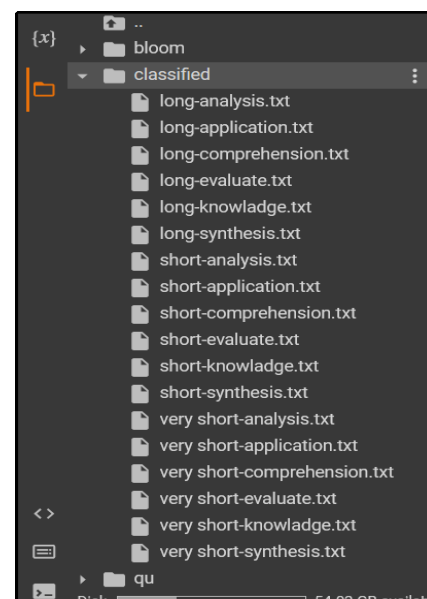 {x}
..
bloom
classified
long-analysis.txt
long-application.txt
long-comprehension.txt
long-evaluate.txt
long-knowladge.txt
long-synthesis.txt
short-analysis.txt
short-application.txt
short-comprehension.txt
short-evaluate.txt
short-knowladge.txt
short-synthesis.txt
very short-analysis.txt
very short-application.txt
very short-comprehension.txt
very short-evaluate.txt
very short-knowladge.txt
very short-synthesis.txt
qu
Disk